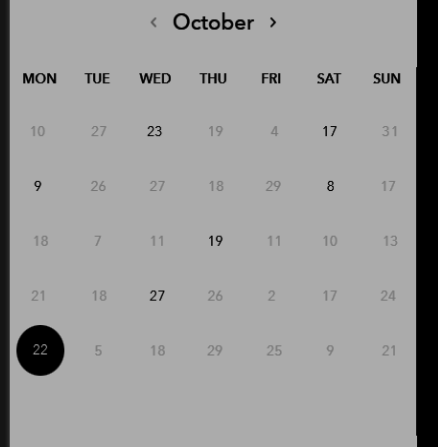 ‹ October ›
MON TUE WED THU FRI SAT SUN
10 27 23 19 4 17 31
9 26 27 18 29 8 17
18 7 11 19 11 10 13
21 18 27 26 2 17 24
22 5 18 29 25 9 21